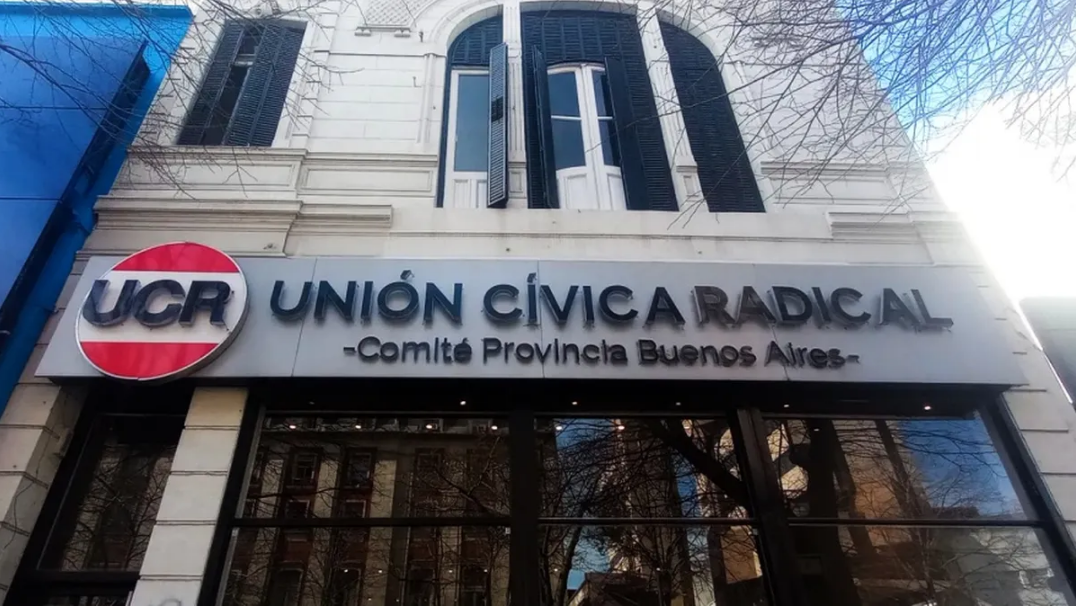 UCR
UNIÓN CÍVICA RADICAL
-Comité Provincia Buenos Aires-